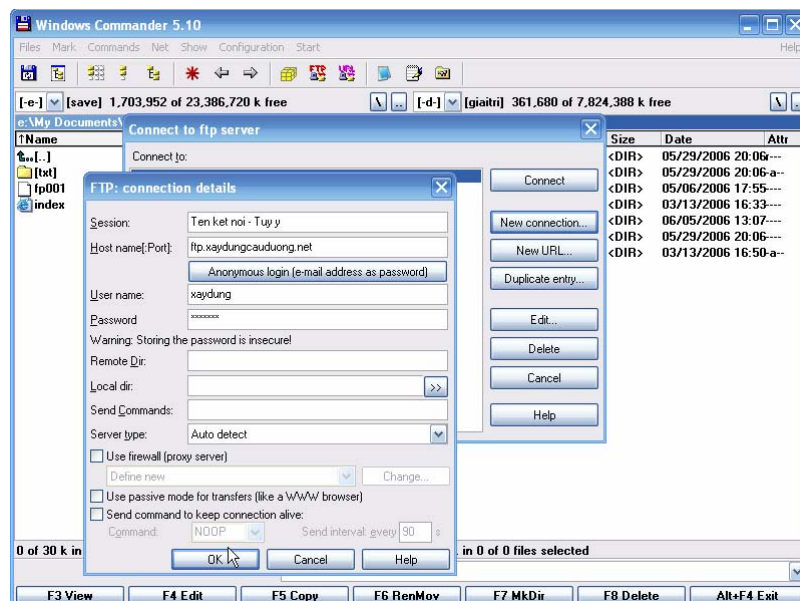 Windows Commander 5.10
Files Mark Commands Net Show Configuration Start Help
[-e-] [save] 1,703,952 of 23,386,720 k free \ .. [-d-] [giaitri] 361,680 of 7,824,388 k free \
e:\My Documents\
↑Name
[..]
[txt]
fp001
index
Size Date Attr
<DIR> 05/29/2006 20:06 r---
<DIR> 05/29/2006 20:06 -a--
<DIR> 05/06/2006 17:55 ----
<DIR> 03/13/2006 16:33 ----
<DIR> 06/05/2006 13:07 ----
<DIR> 05/29/2006 20:06 ----
<DIR> 03/13/2006 16:50 -a--
Connect to ftp server
Connect to:
Connect
New connection...
New URL...
Duplicate entry...
Edit...
Delete
Cancel
Help
FTP: connection details
Session: Ten ket noi - Tuy y
Host name[:Port]: ftp.xaydungcauduong.net
Anonymous login (e-mail address as password)
User name: xaydung
Password ×××××××
Warning: Storing the password is insecure!
Remote Dir:
Local dir: >>
Send Commands:
Server type: Auto detect
Use firewall (proxy server)
Define new Change...
Use passive mode for transfers (like a WWW browser)
Send command to keep connection alive:
Command: NOOP Send interval: every 90 s
OK Cancel Help
0 of 30 k in
in 0 of 0 files selected
F3 View F4 Edit F5 Copy F6 RenMov F7 MkDir F8 Delete Alt+F4 Exit